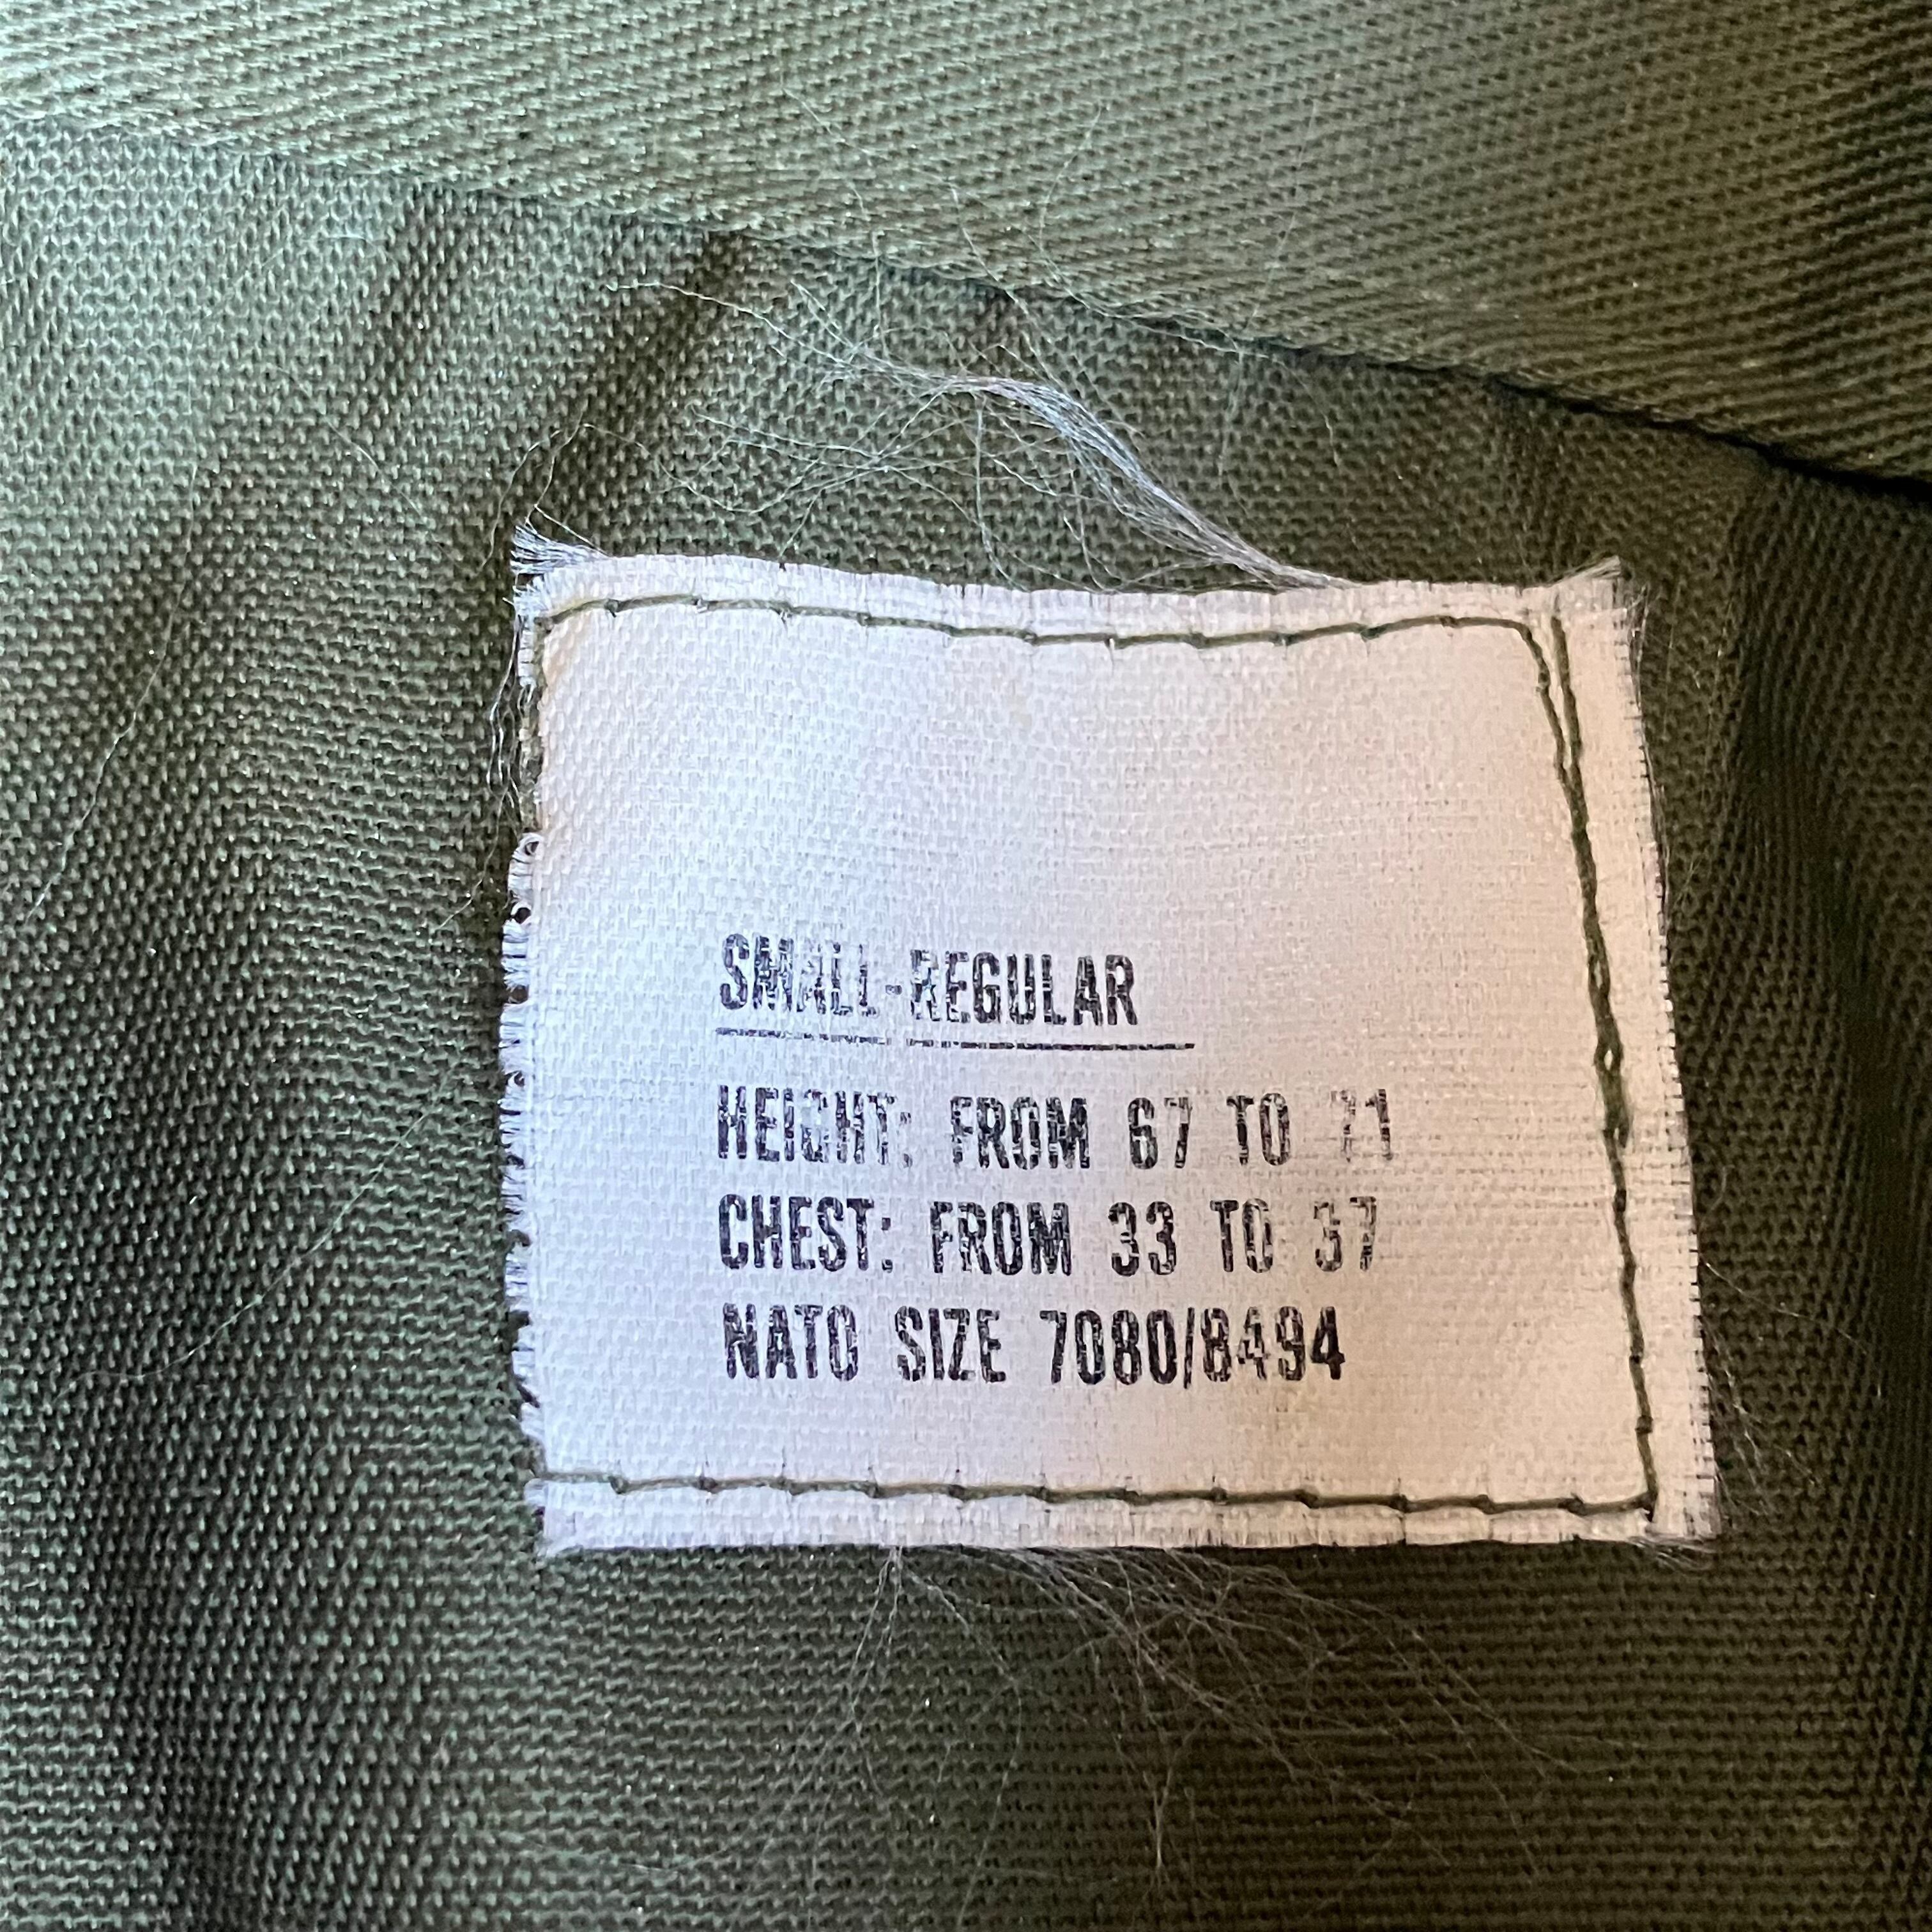 SMALL-REGULAR
HEIGHT: FROM 67 TO 71
CHEST: FROM 33 TO 37
NATO SIZE 7080/8494